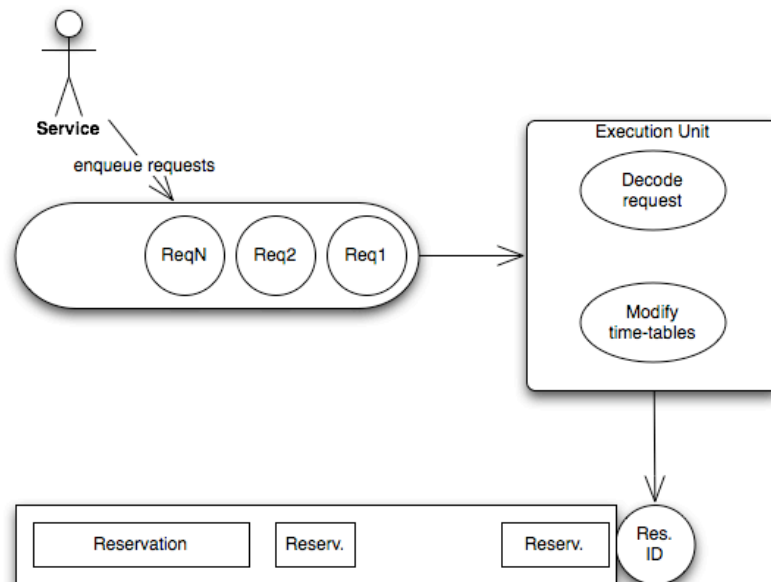 Service
enqueue requests
ReqN
Req2
Req1
Execution Unit
Decode
request
Modify
time-tables
Reservation
Reserv.
Reserv.
Res.
ID